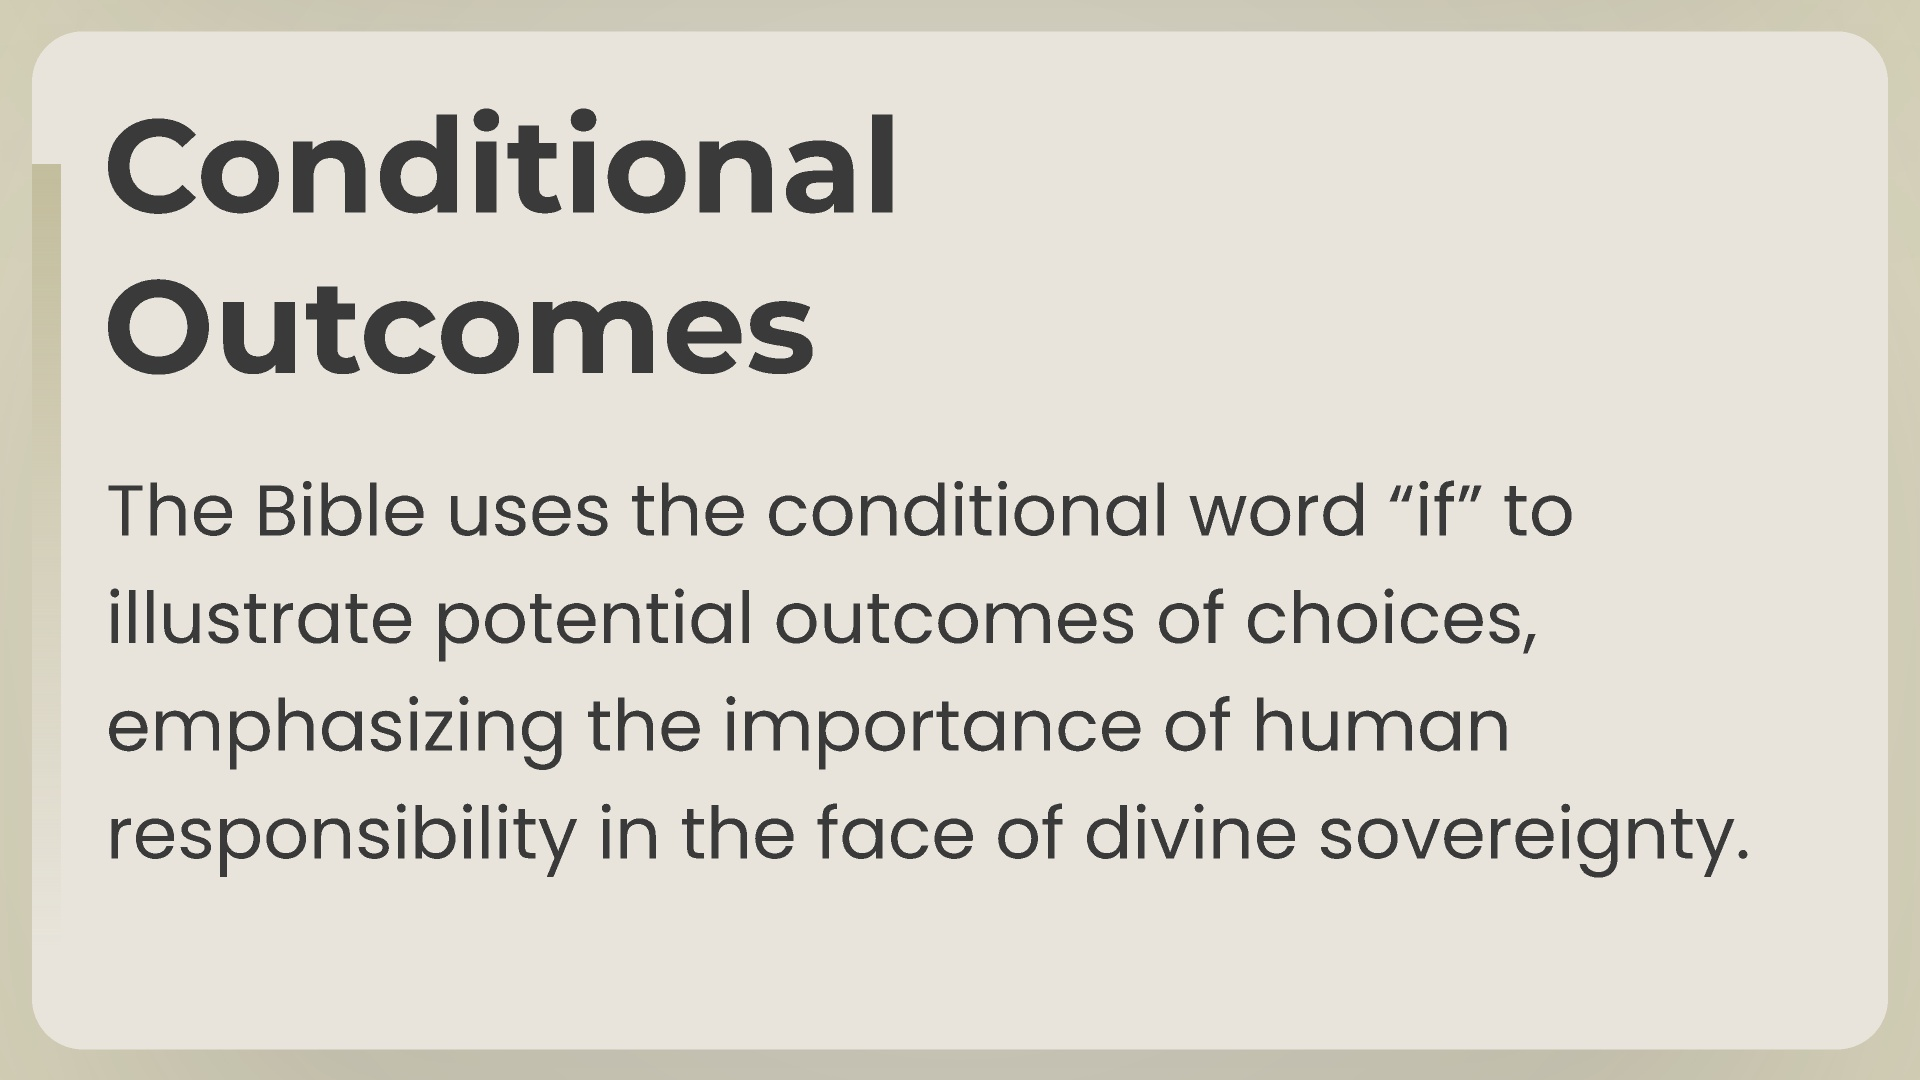 Conditional
Outcomes
The Bible uses the conditional word “if” to
illustrate potential outcomes of choices,
emphasizing the importance of human
responsibility in the face of divine sovereignty.